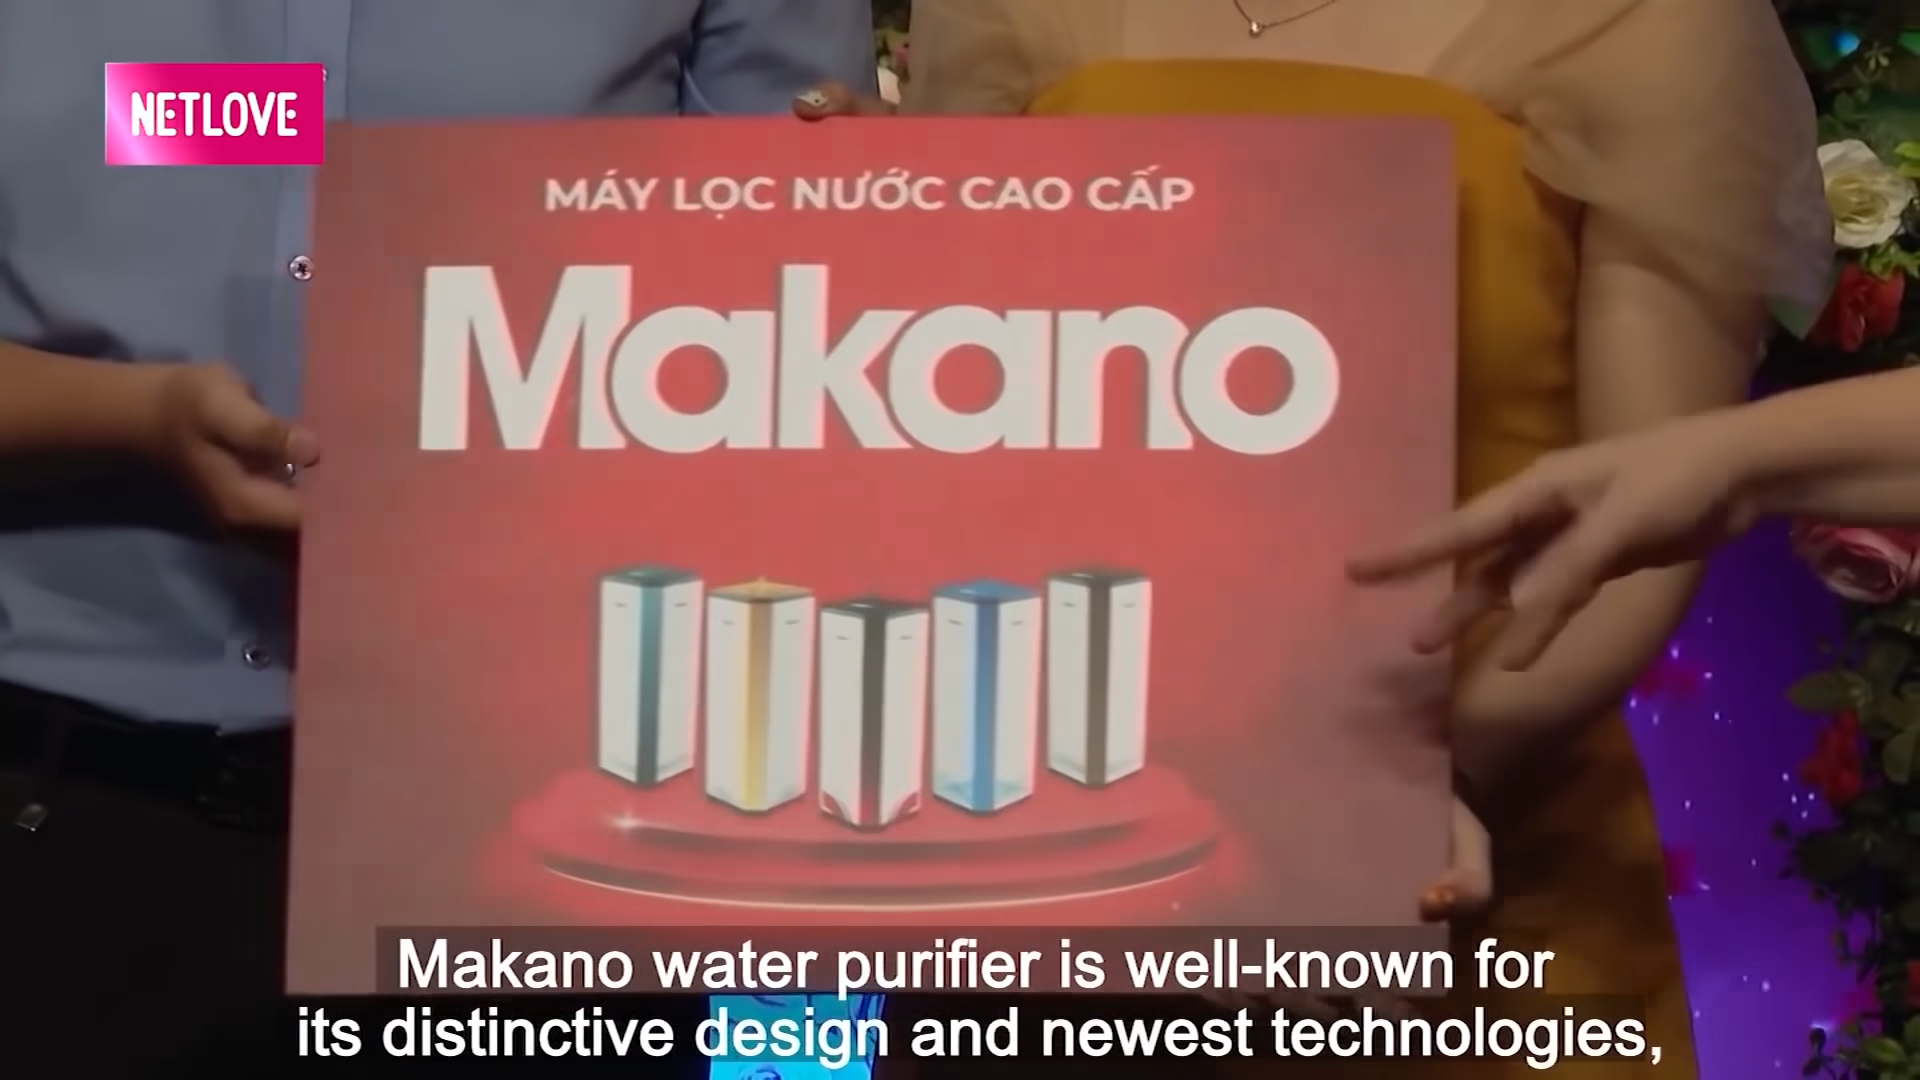 NETLOVE
MÁY LỌC NƯỚC CAO CẤP
Makano
Makano water purifier is well-known for
its distinctive design and newest technologies,